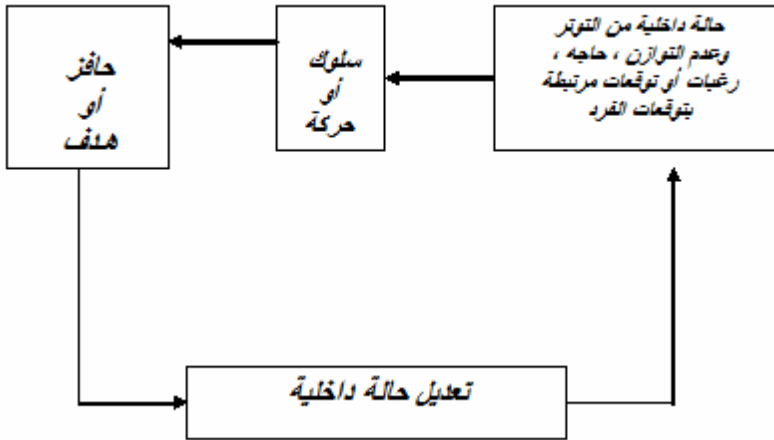 حالة داخلية من التوتر
وعدم التوازن ، حاجه ،
رغبات أو توقعات مرتبطة
بتوقعات الفرد
سلوك
أو
حركة
حافز
أو
هدف
تعديل حالة داخلية